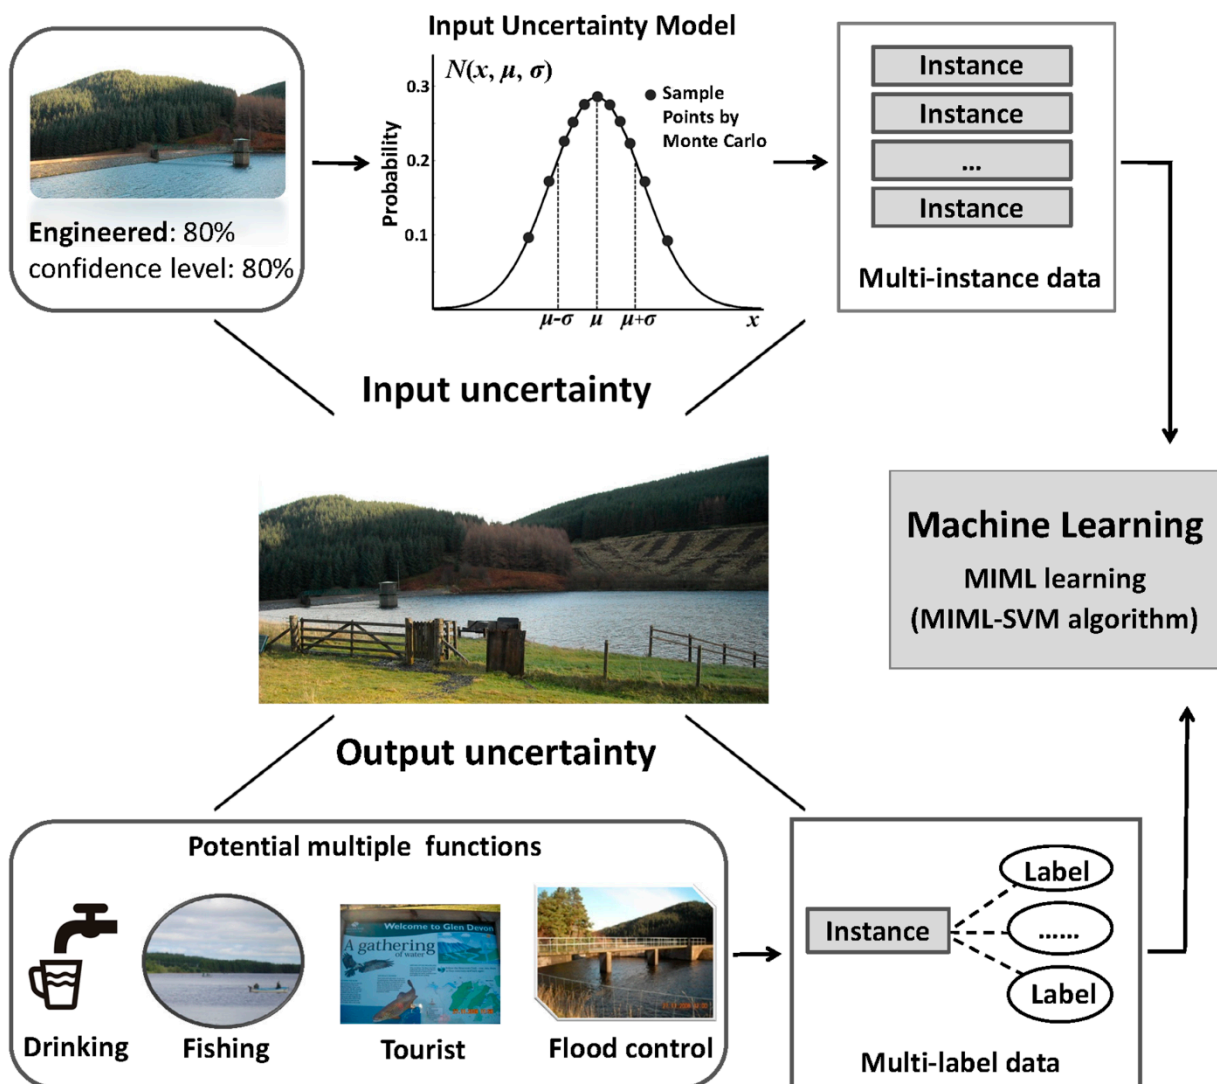 Input Uncertainty Model
N(x, μ, σ)
Sample
Points by
Monte Carlo
Probability
0.3
0.2
0.1
μ-σ
μ
μ+σ
x
Engineered: 80%
confidence level: 80%
Instance
Instance
...
Instance
Multi-instance data
Input uncertainty
Machine Learning
MIML learning
(MIML-SVM algorithm)
Output uncertainty
Potential multiple functions
Welcome to Glen Devon
A gathering
of water
Drinking
Fishing
Tourist
Flood control
Instance
Label
......
Label
Multi-label data